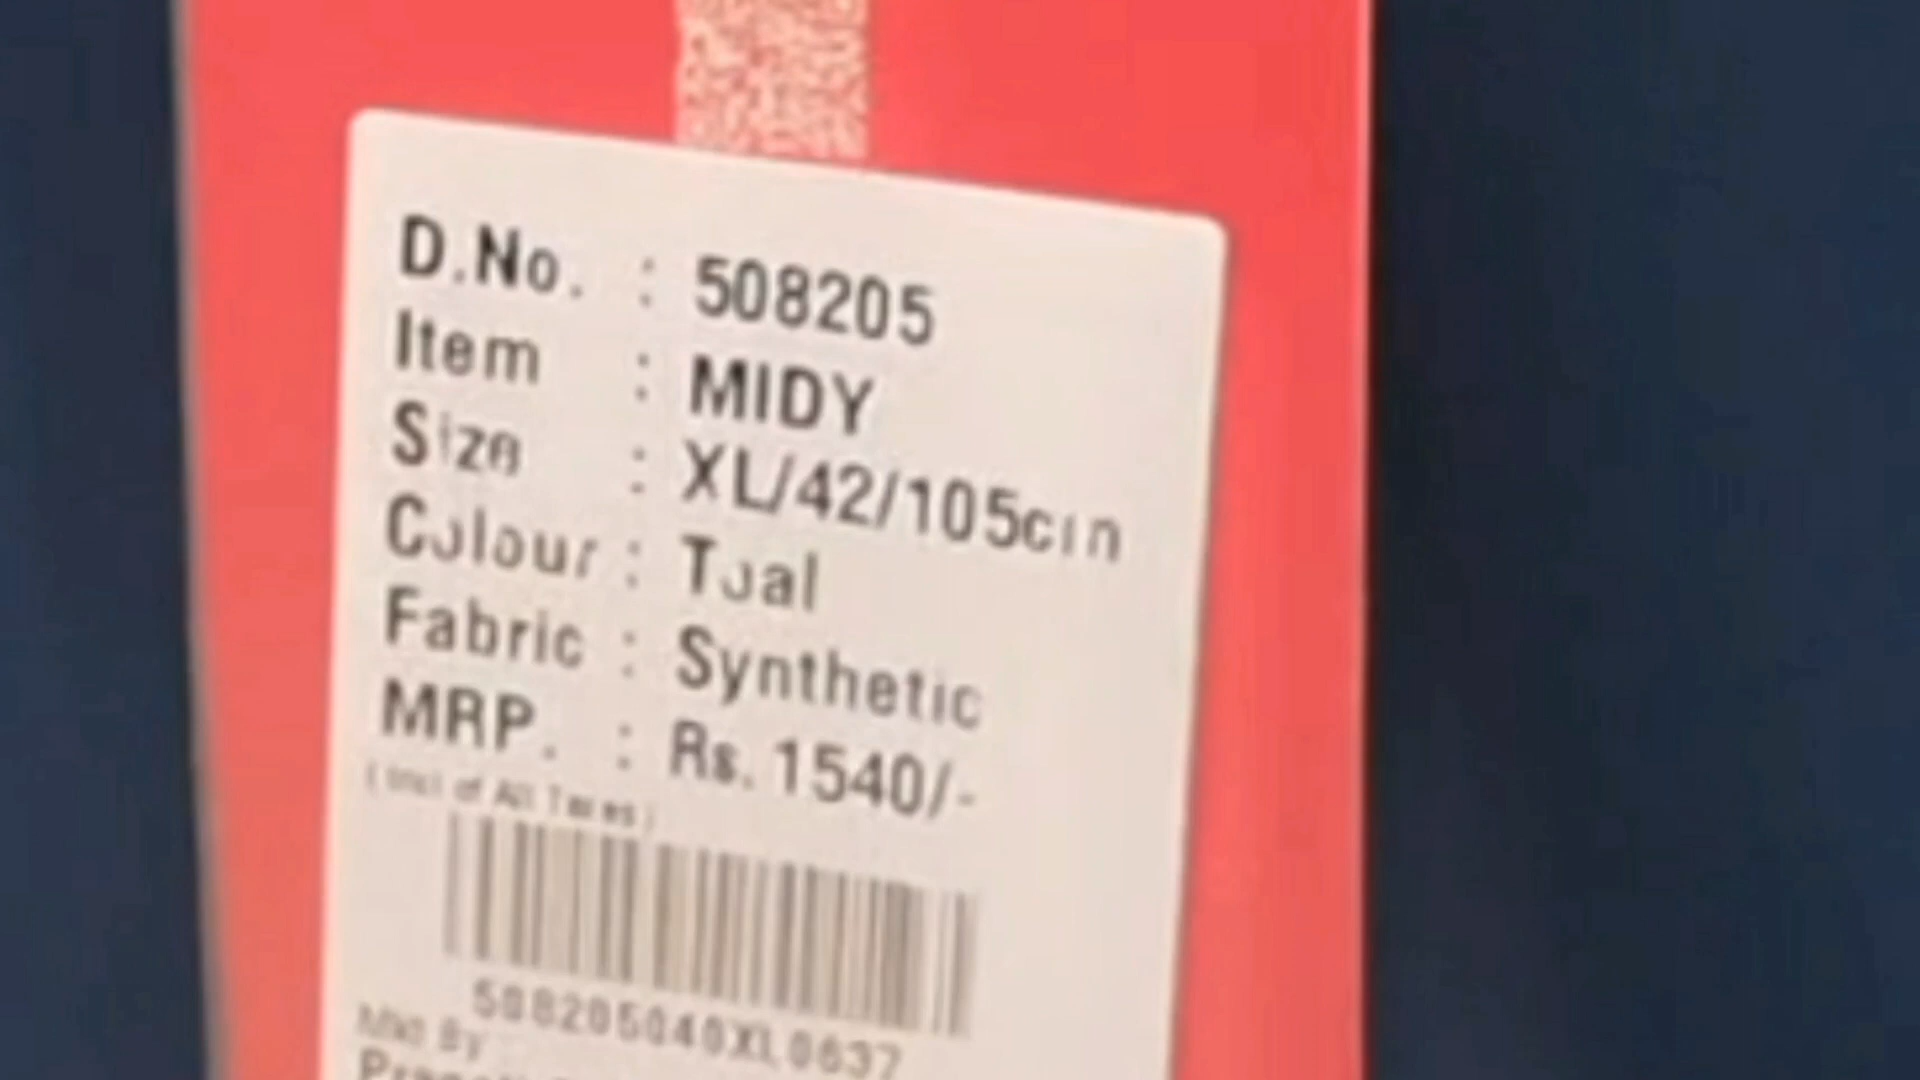 D.No. : 508205
Item : MIDY
Size : XL/42/105cm
Colour : Teal
Fabric : Synthetic
MRP. : Rs. 1540/-
(Incl of All Taxes)
508205040XL0637
Mkt By